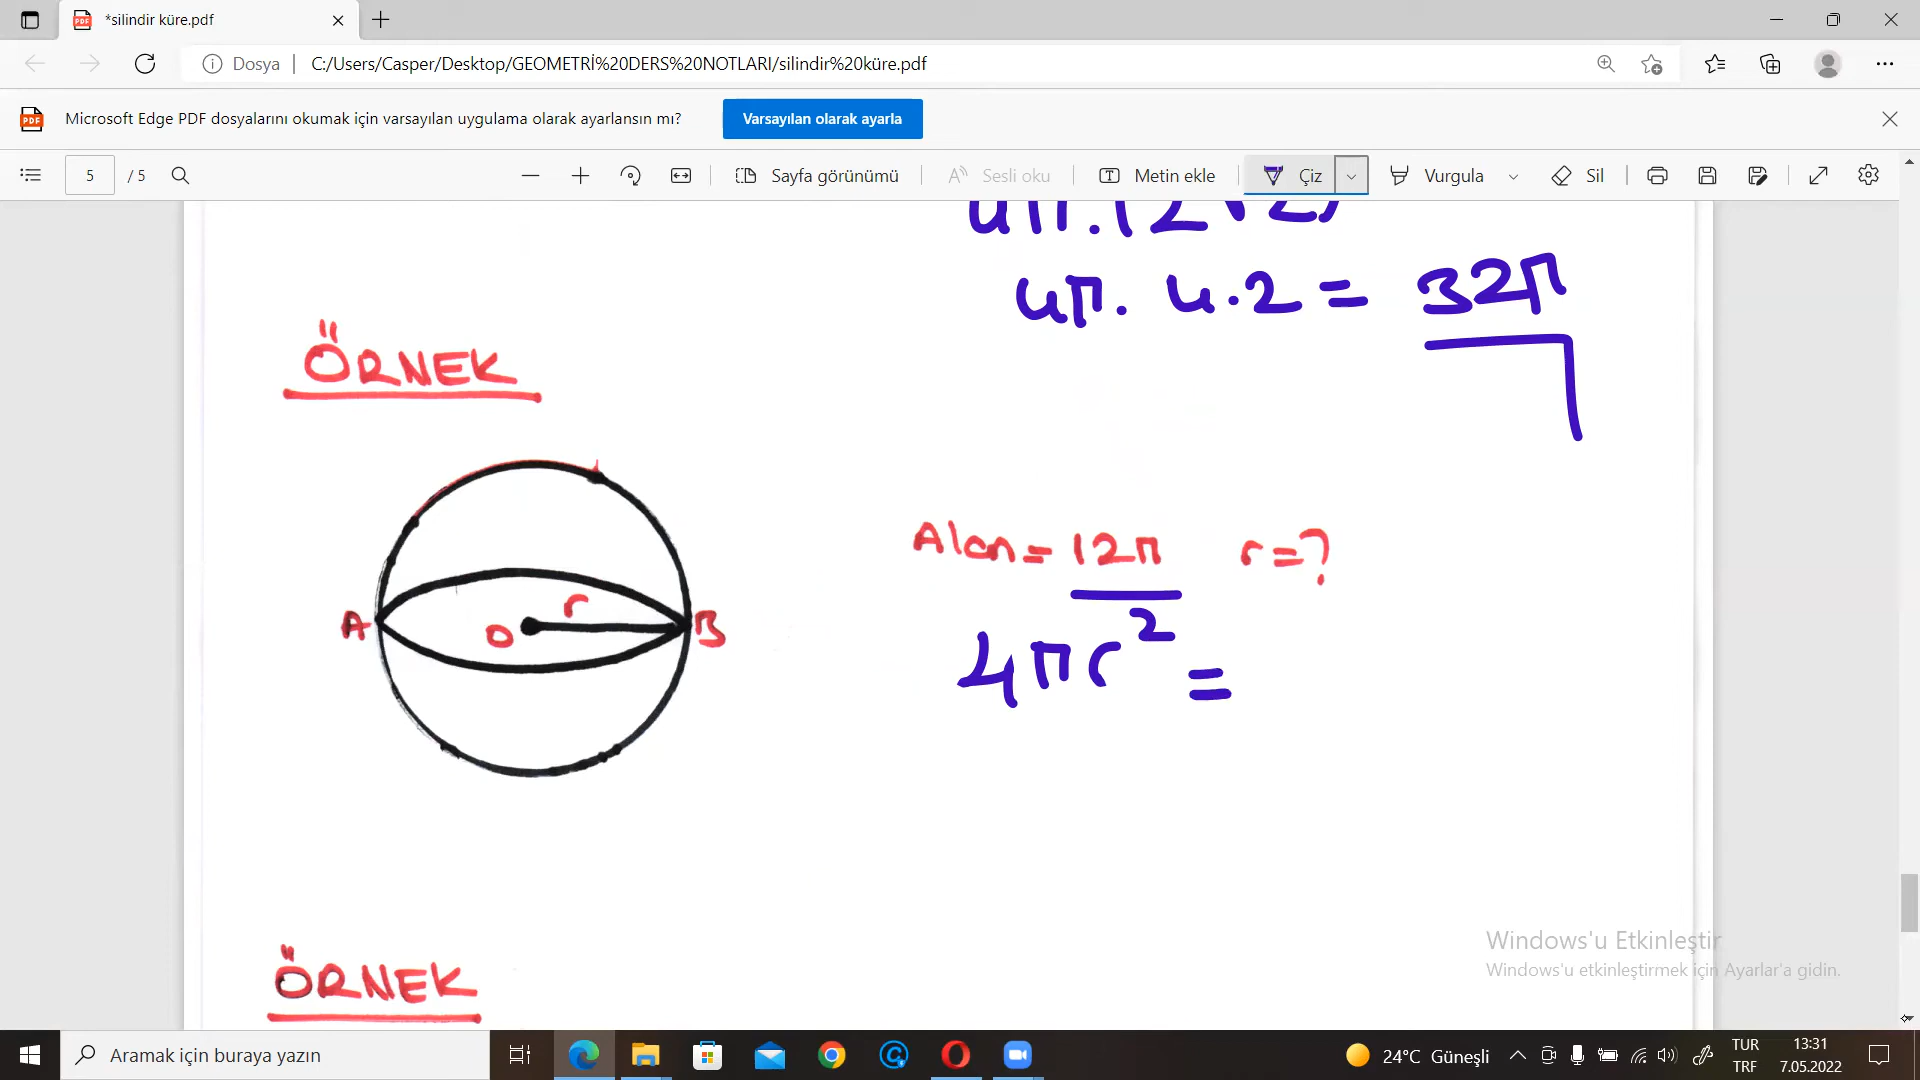 *silindir küre.pdf
Dosya | C:/Users/Casper/Desktop/GEOMETRİ%20DERS%20NOTLARI/silindir%20küre.pdf
PDF Microsoft Edge PDF dosyalarını okumak için varsayılan uygulama olarak ayarlansın mı? Varsayılan olarak ayarla
5 / 5 Sayfa görünümü Sesli oku Metin ekle Çiz Vurgula Sil
4π. 4.2 = 32π
ÖRNEK
Alan = 12π r=?
A O r B
4πr² =
Windows'u Etkinleştir
Windows'u etkinleştirmek için Ayarlar'a gidin.
ÖRNEK
Aramak için buraya yazın 24°C Güneşli TUR 13:31
TRF 7.05.2022